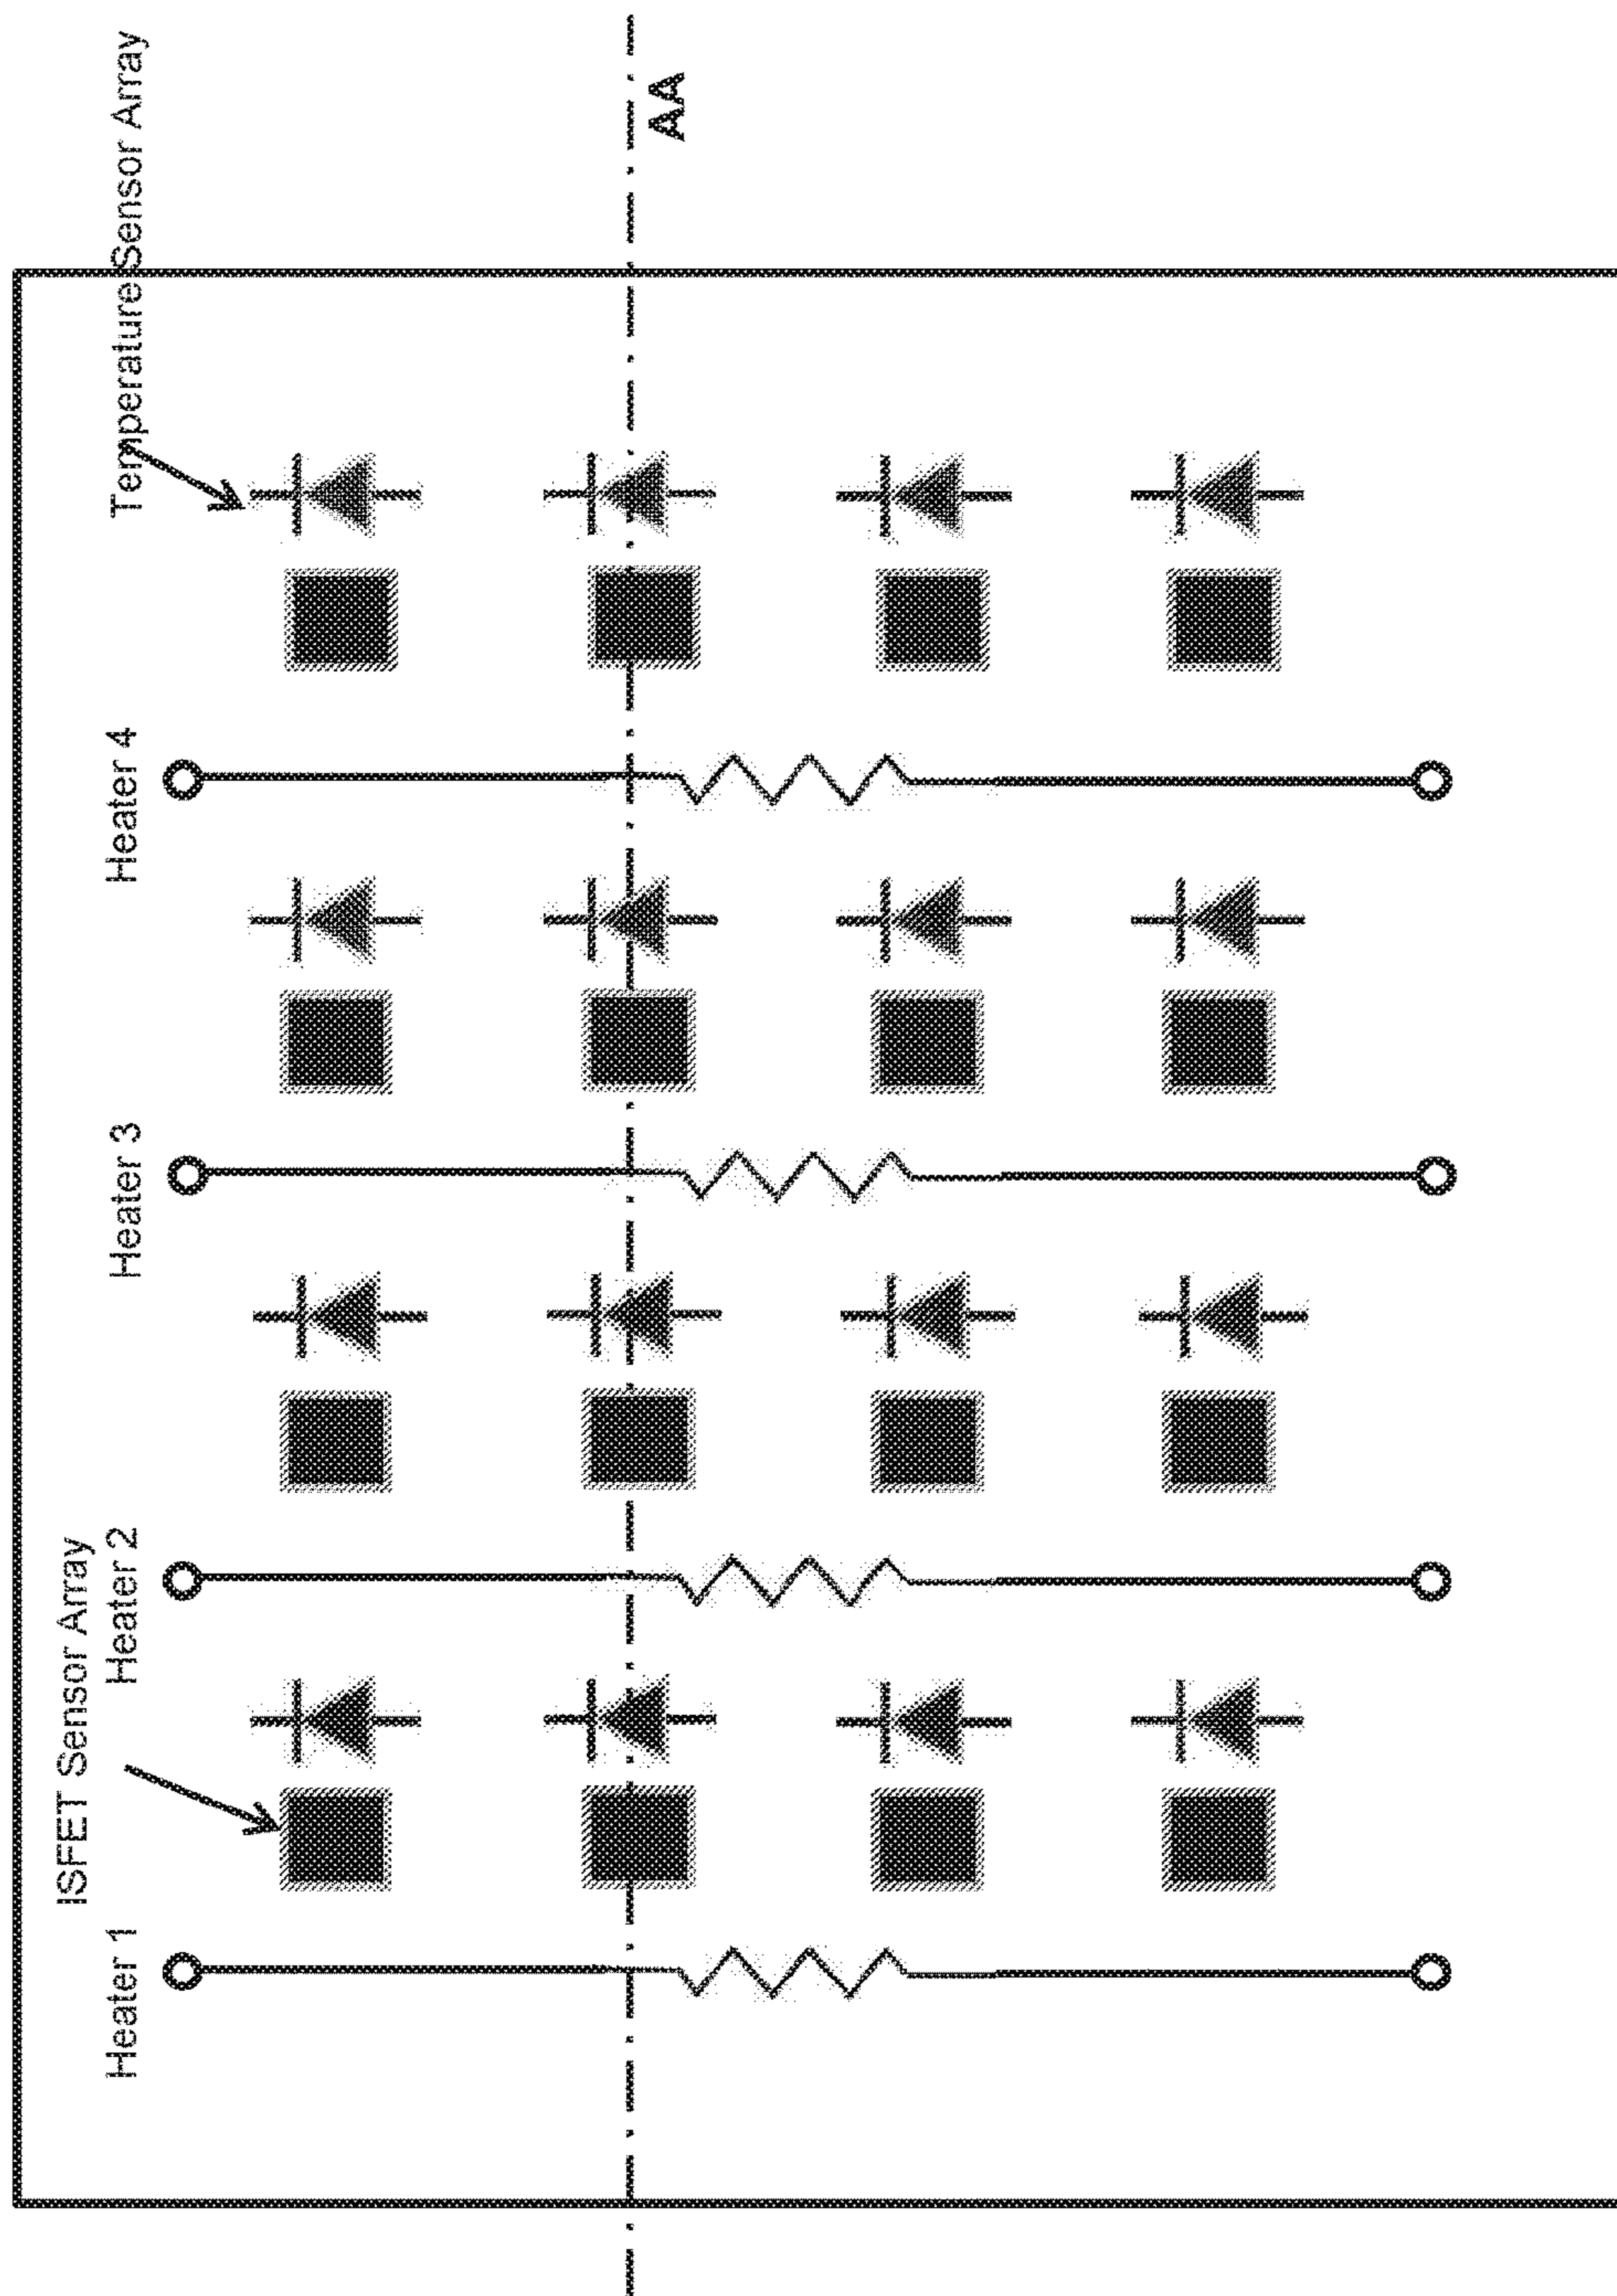 ISFET Sensor Array
Temperature Sensor Array
Heater 1
Heater 2
Heater 3
Heater 4
AA